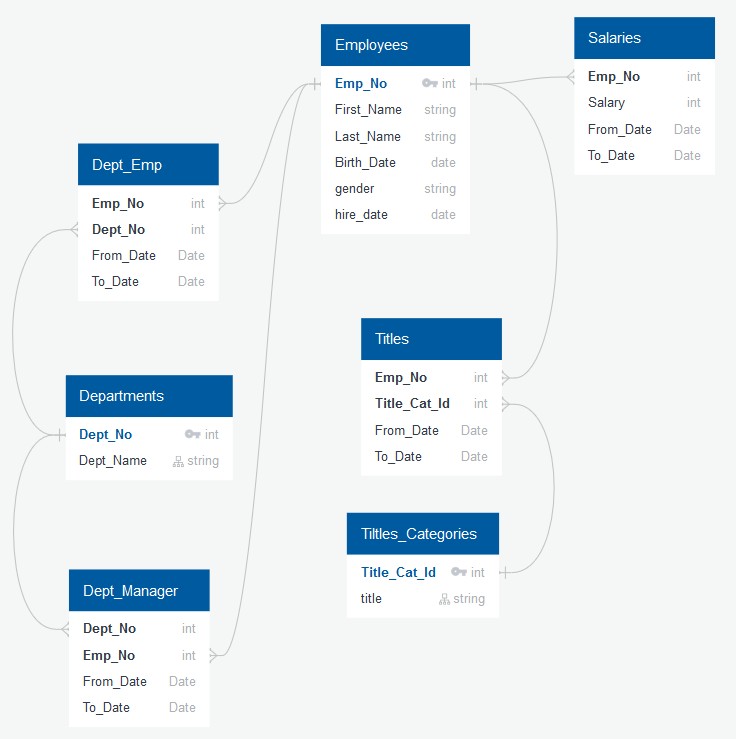 Employees
Emp_No int
First_Name string
Last_Name string
Birth_Date date
gender string
hire_date date
Salaries
Emp_No int
Salary int
From_Date Date
To_Date Date
Dept_Emp
Emp_No int
Dept_No int
From_Date Date
To_Date Date
Titles
Emp_No int
Title_Cat_Id int
From_Date Date
To_Date Date
Departments
Dept_No int
Dept_Name string
Tiltles_Categories
Title_Cat_Id int
title string
Dept_Manager
Dept_No int
Emp_No int
From_Date Date
To_Date Date